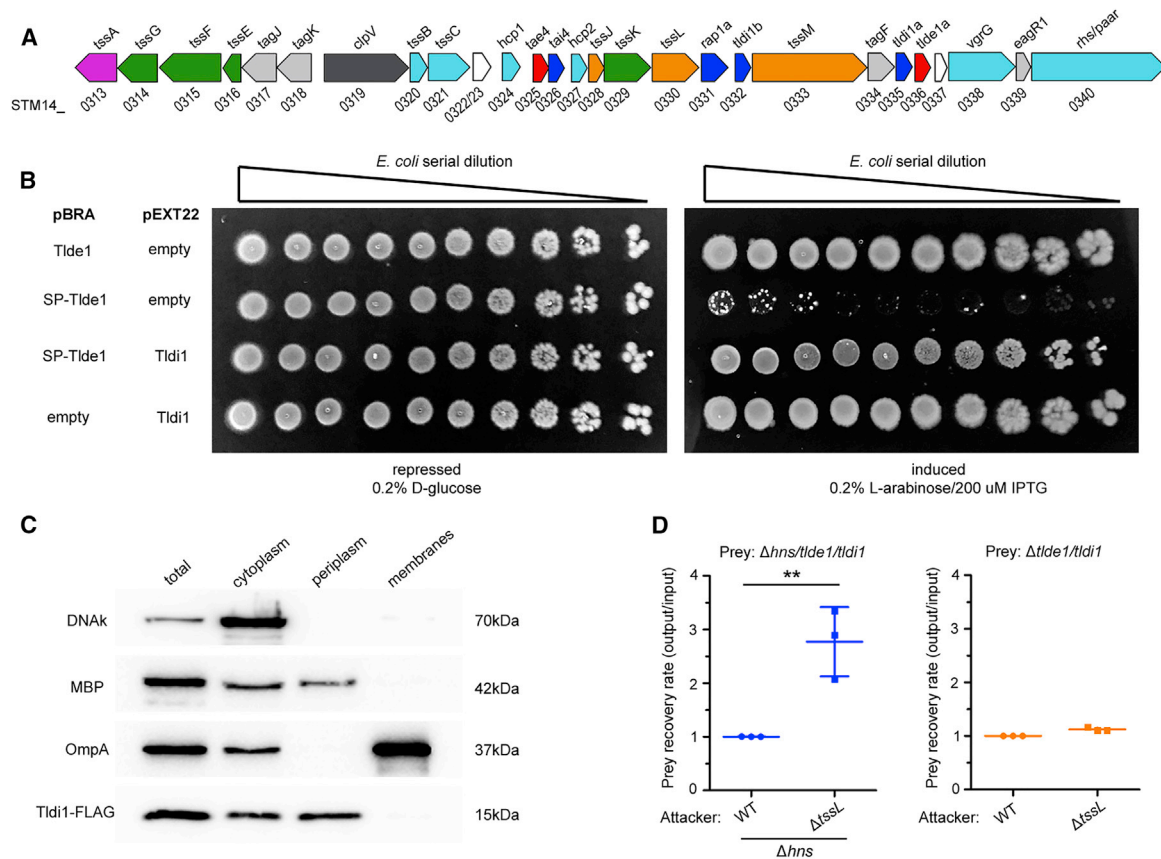 A
tssA tssG tssF tssE tagJ tagK clpV tssB tssC hcp1 tae4 tai4 hcp2 tssJ tssK tssL rap1a tldi1b tssM tagF tldi1a tlde1a vgrG eagR1 rhs/paar
STM14_ 0313 0314 0315 0316 0317 0318 0319 0320 0321 0322/23 0324 0325 0326 0327 0328 0329 0330 0331 0332 0333 0334 0335 0336 0337 0338 0339 0340
B
E. coli serial dilution
E. coli serial dilution
pBRA pEXT22
Tlde1 empty
SP-Tlde1 empty
SP-Tlde1 Tldi1
empty Tldi1
repressed
0.2% D-glucose
induced
0.2% L-arabinose/200 uM IPTG
C
total cytoplasm periplasm membranes
DNAk 70kDa
MBP 42kDa
OmpA 37kDa
Tldi1-FLAG 15kDa
D
Prey: Δhns/tlde1/tldi1
**
Prey recovery rate (output/input)
4
3
2
1
0
Attacker: WT ΔtssL
Δhns
Prey: Δtlde1/tldi1
Prey recovery rate (output/input)
4
3
2
1
0
Attacker: WT ΔtssL